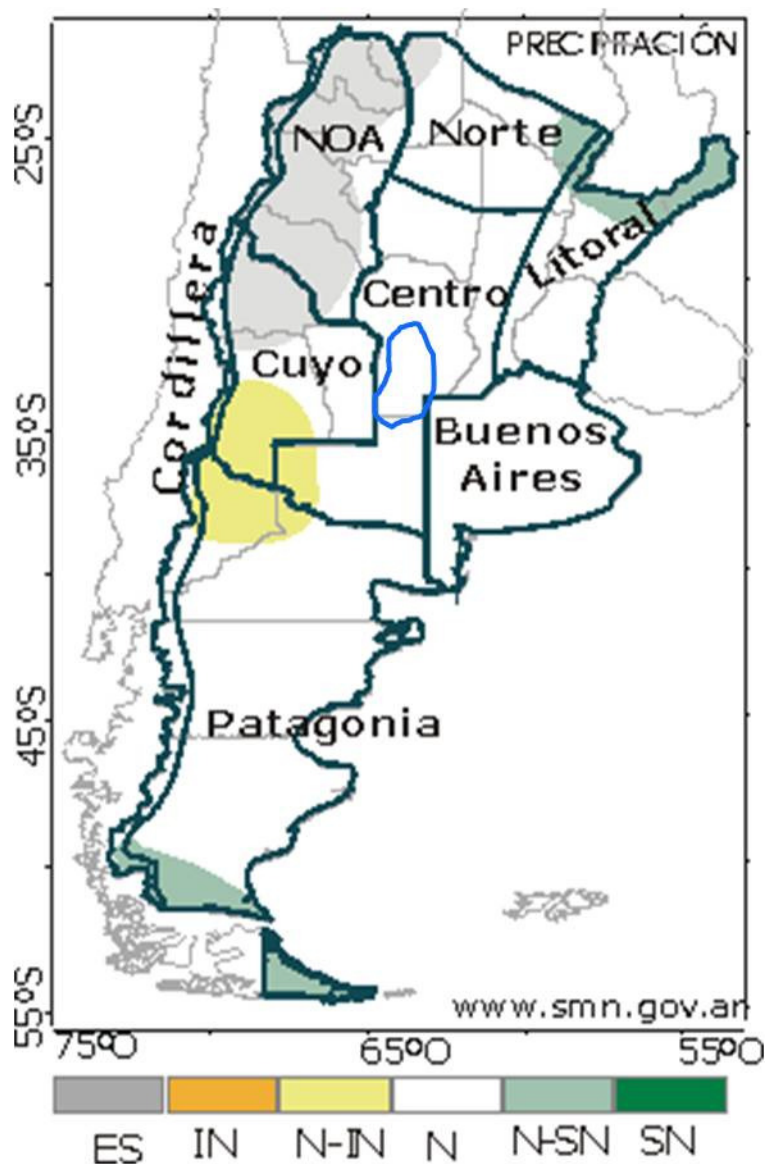 PRECIPITACIÓN
25ºS
NOA
Norte
Litoral
Cordillera
Centro
Cuyo
35ºS
Buenos
Aires
Patagonia
45ºS
www.smn.gov.ar
55ºS
75ºO
65ºO
55ºO
ES
IN
N-IN
N
N-SN
SN